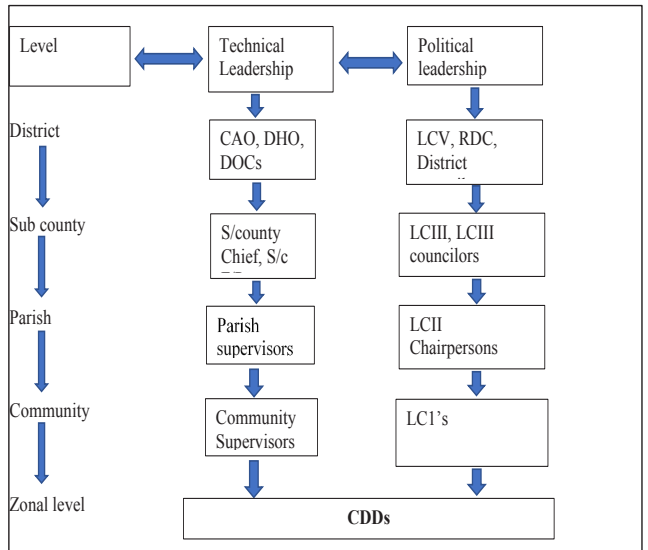 Level
Technical
Leadership
Political
leadership
District
CAO, DHO,
DOCs
LCV, RDC,
District
Sub county
S/county
Chief, S/c
LCIII, LCIII
councilors
Parish
Parish
supervisors
LCII
Chairpersons
Community
Community
Supervisors
LC1’s
Zonal level
CDDs